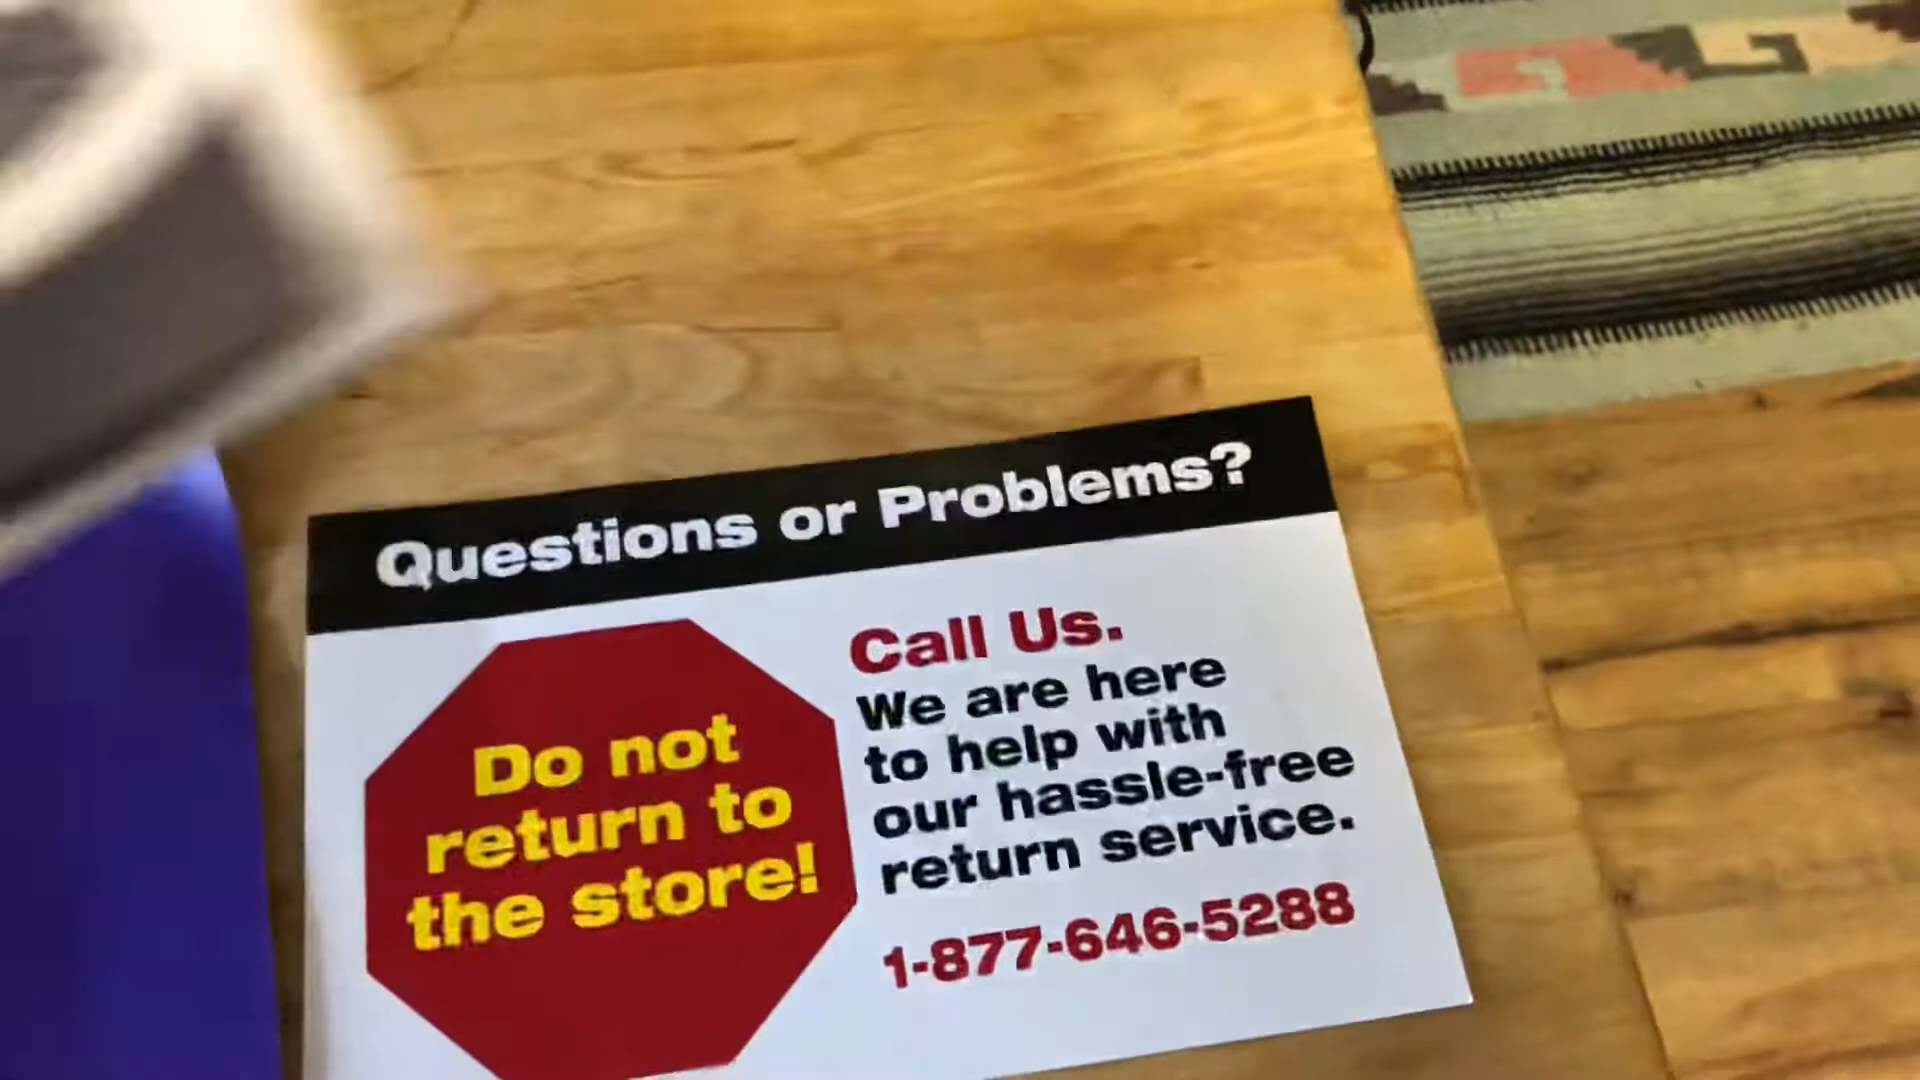 Questions or Problems?
Do not
return to
the store!
Call Us.
We are here
to help with
our hassle-free
return service.
1-877-646-5288